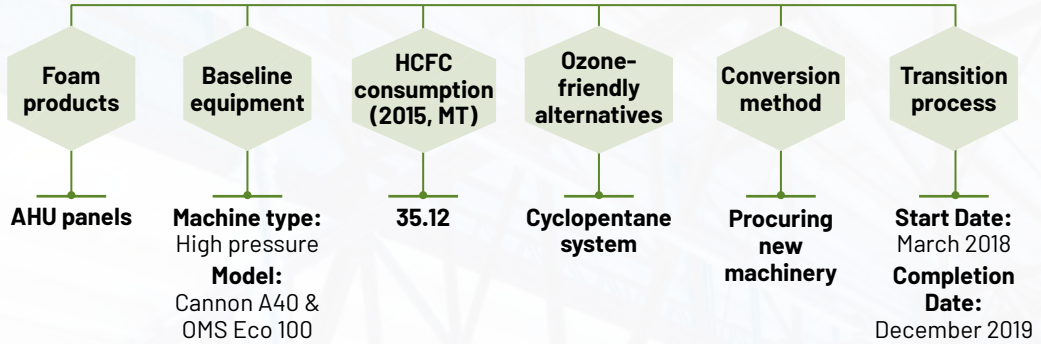 Foam
products
Baseline
equipment
HCFC
consumption
(2015, MT)
Ozone-
friendly
alternatives
Conversion
method
Transition
process
AHU panels
Machine type:
High pressure
Model:
Cannon A40 &
OMS Eco 100
35.12
Cyclopentane
system
Procuring
new
machinery
Start Date:
March 2018
Completion
Date:
December 2019